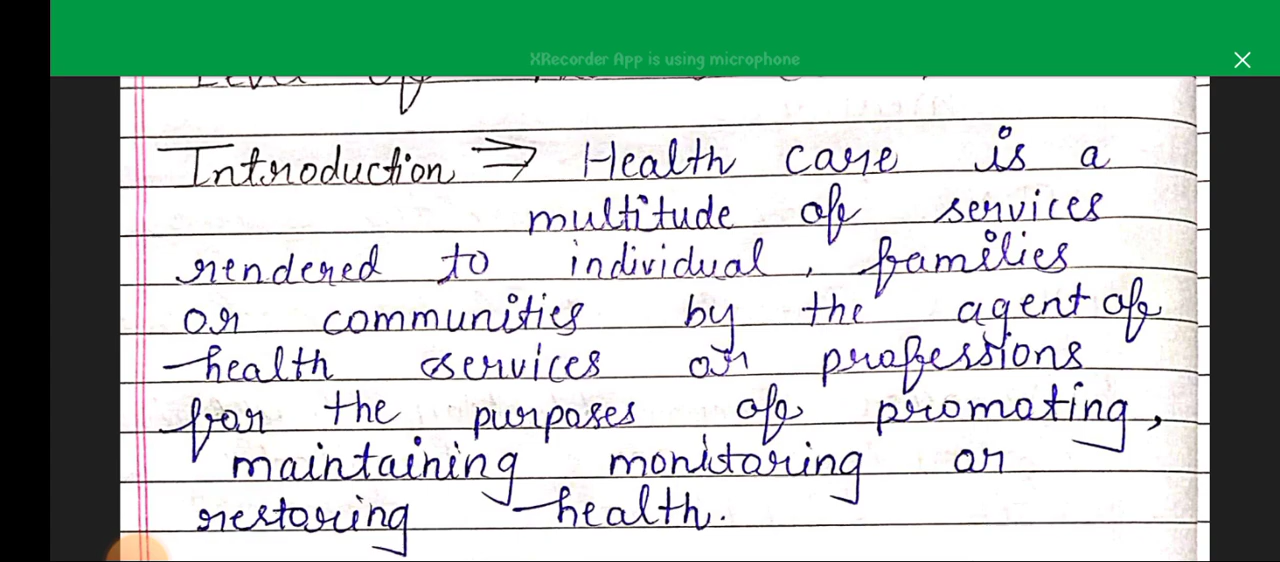 XRecorder App is using microphone
Introduction ⇒ Health care is a
multitude of services
rendered to individual, families
or communities by the agent of
health services or professions
for the purposes of promoting,
maintaining monitoring or
restoring health.